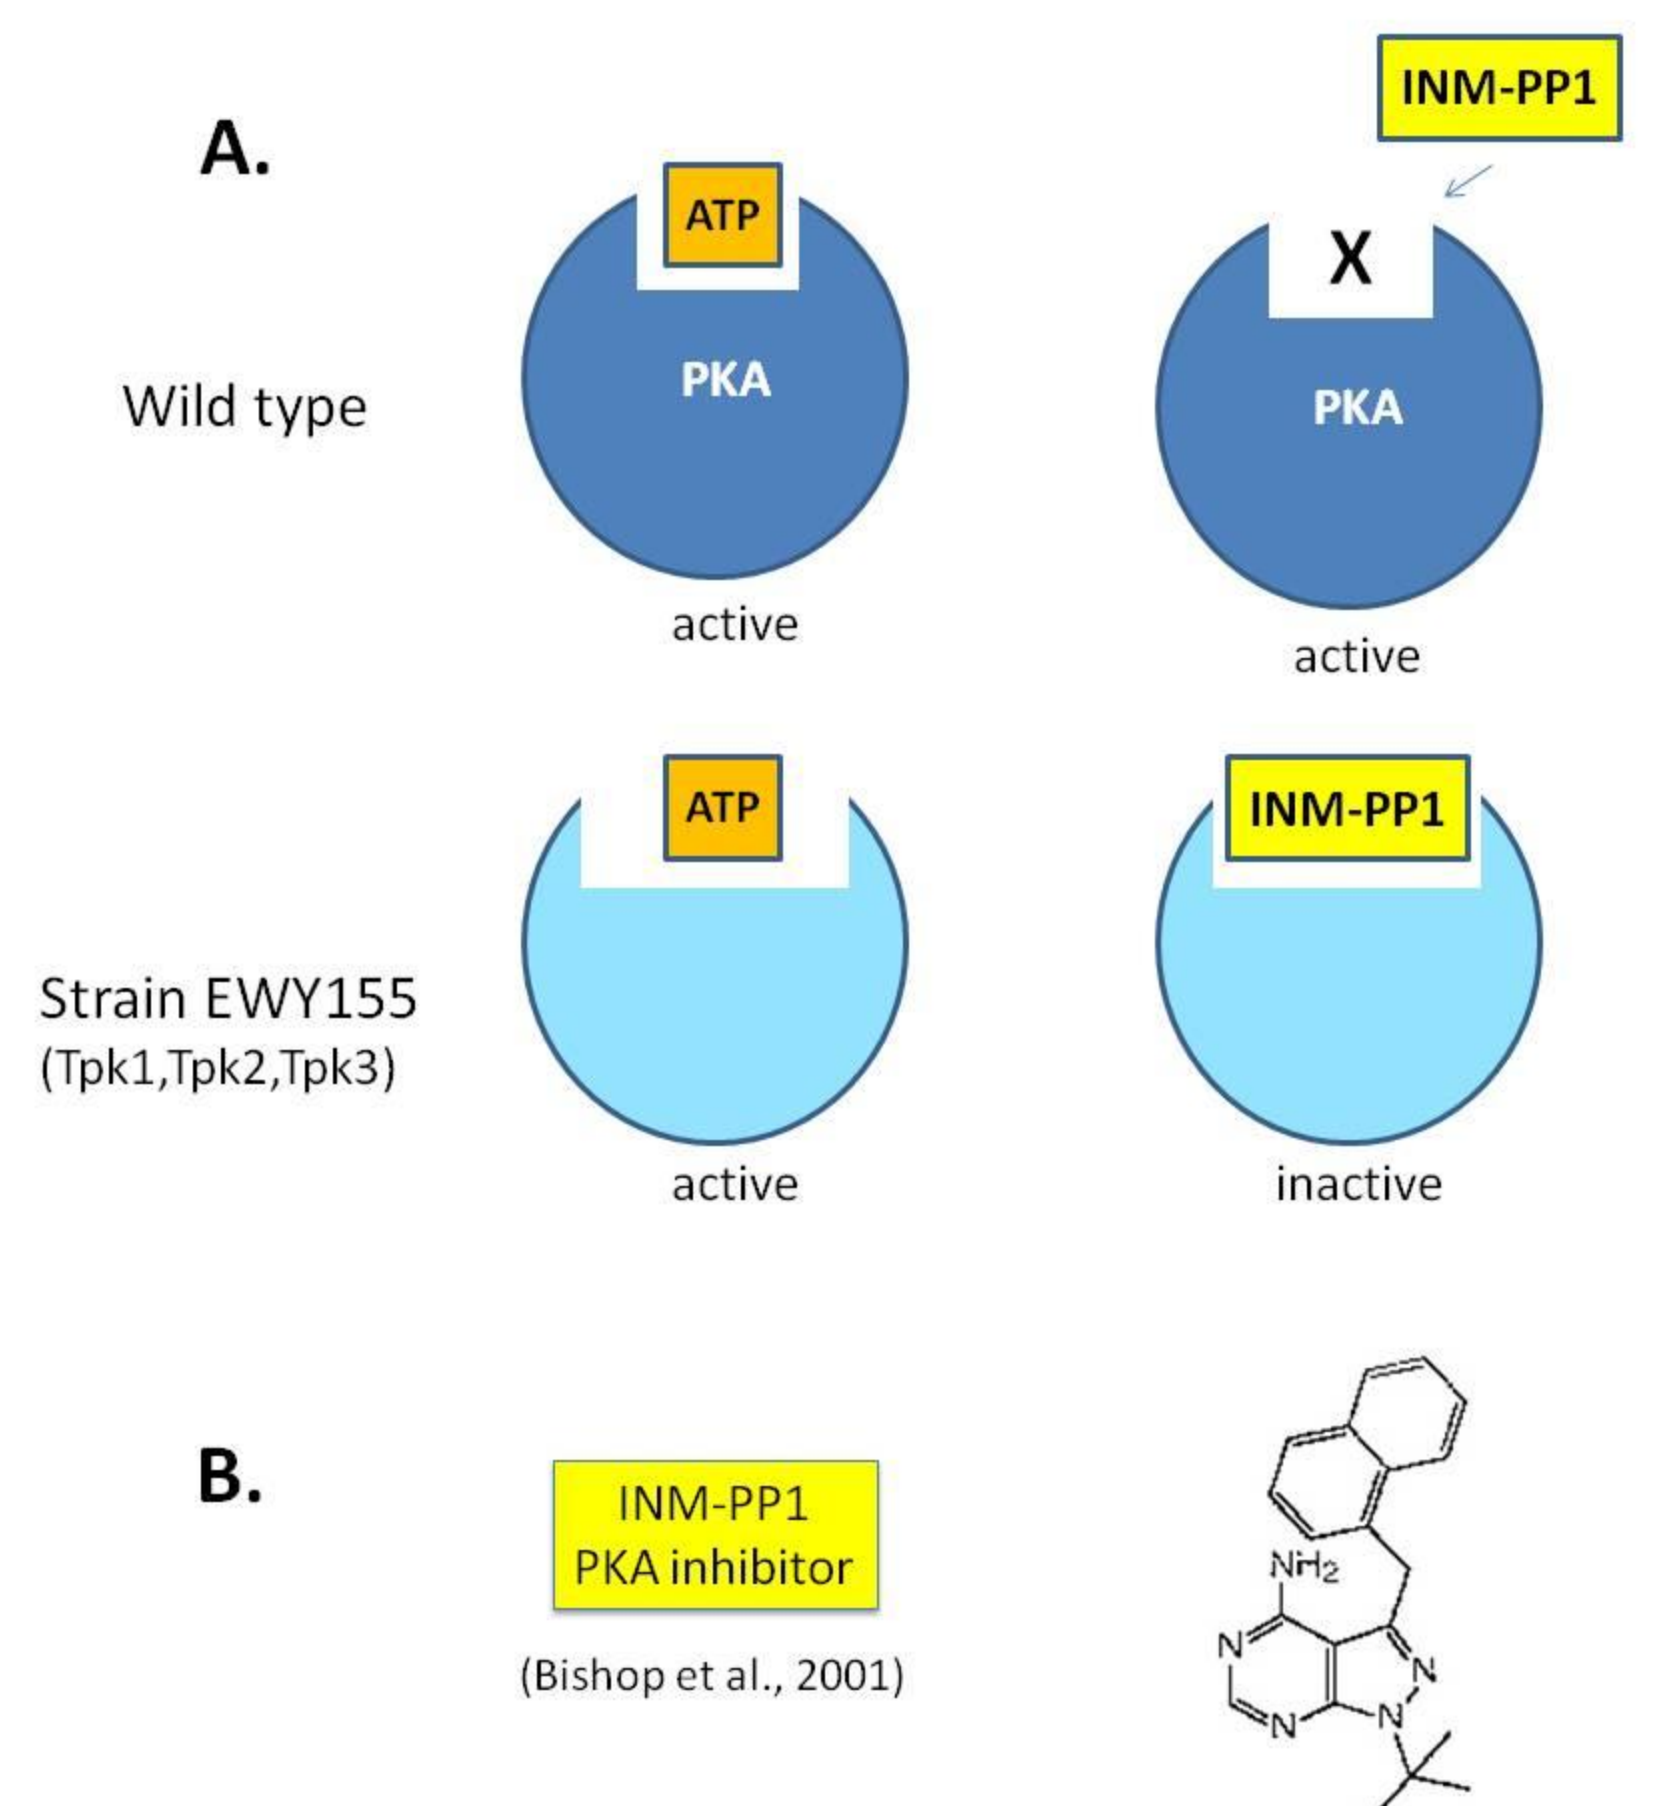 A.
INM-PP1
ATP
X
PKA
PKA
Wild type
active
active
ATP
INM-PP1
Strain EWY155
(Tpk1,Tpk2,Tpk3)
active
inactive
B.
INM-PP1
PKA inhibitor
(Bishop et al., 2001)
NH2
N
N
N
N